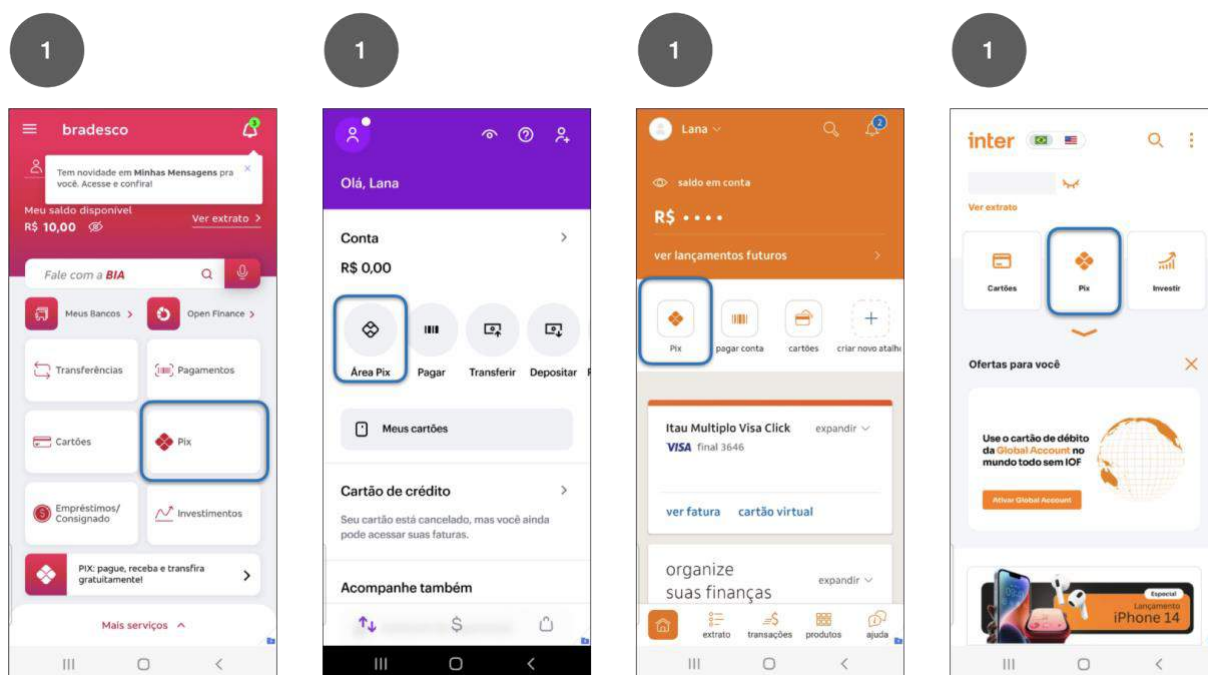 1
1
1
1
bradesco
3
Tem novidade em Minhas Mensagens pra
você. Acesse e confira!
Meu saldo disponível
R$ 10,00
Ver extrato >
Fale com a BIA
Meus Bancos >
Open Finance >
Transferências
Pagamentos
Cartões
Pix
Empréstimos/
Consignado
Investimentos
PIX: pague, receba e transfira
gratuitamente!
Mais serviços
Olá, Lana
Conta
R$ 0,00
Área Pix
Pagar
Transferir
Depositar
Meus cartões
Cartão de crédito
Seu cartão está cancelado, mas você ainda
pode acessar suas faturas.
Acompanhe também
Lana
2
saldo em conta
R$ ••••
ver lançamentos futuros
Pix
pagar conta
cartões
criar novo atalho
Itau Multiplo Visa Click
expandir
VISA final 3646
ver fatura
cartão virtual
organize
suas finanças
expandir
extrato
transações
produtos
ajuda
inter
Ver extrato
Cartões
Pix
Investir
Ofertas para você
Use o cartão de débito
da Global Account no
mundo todo sem IOF
Ativar Global Account
Especial
Lançamento
iPhone 14